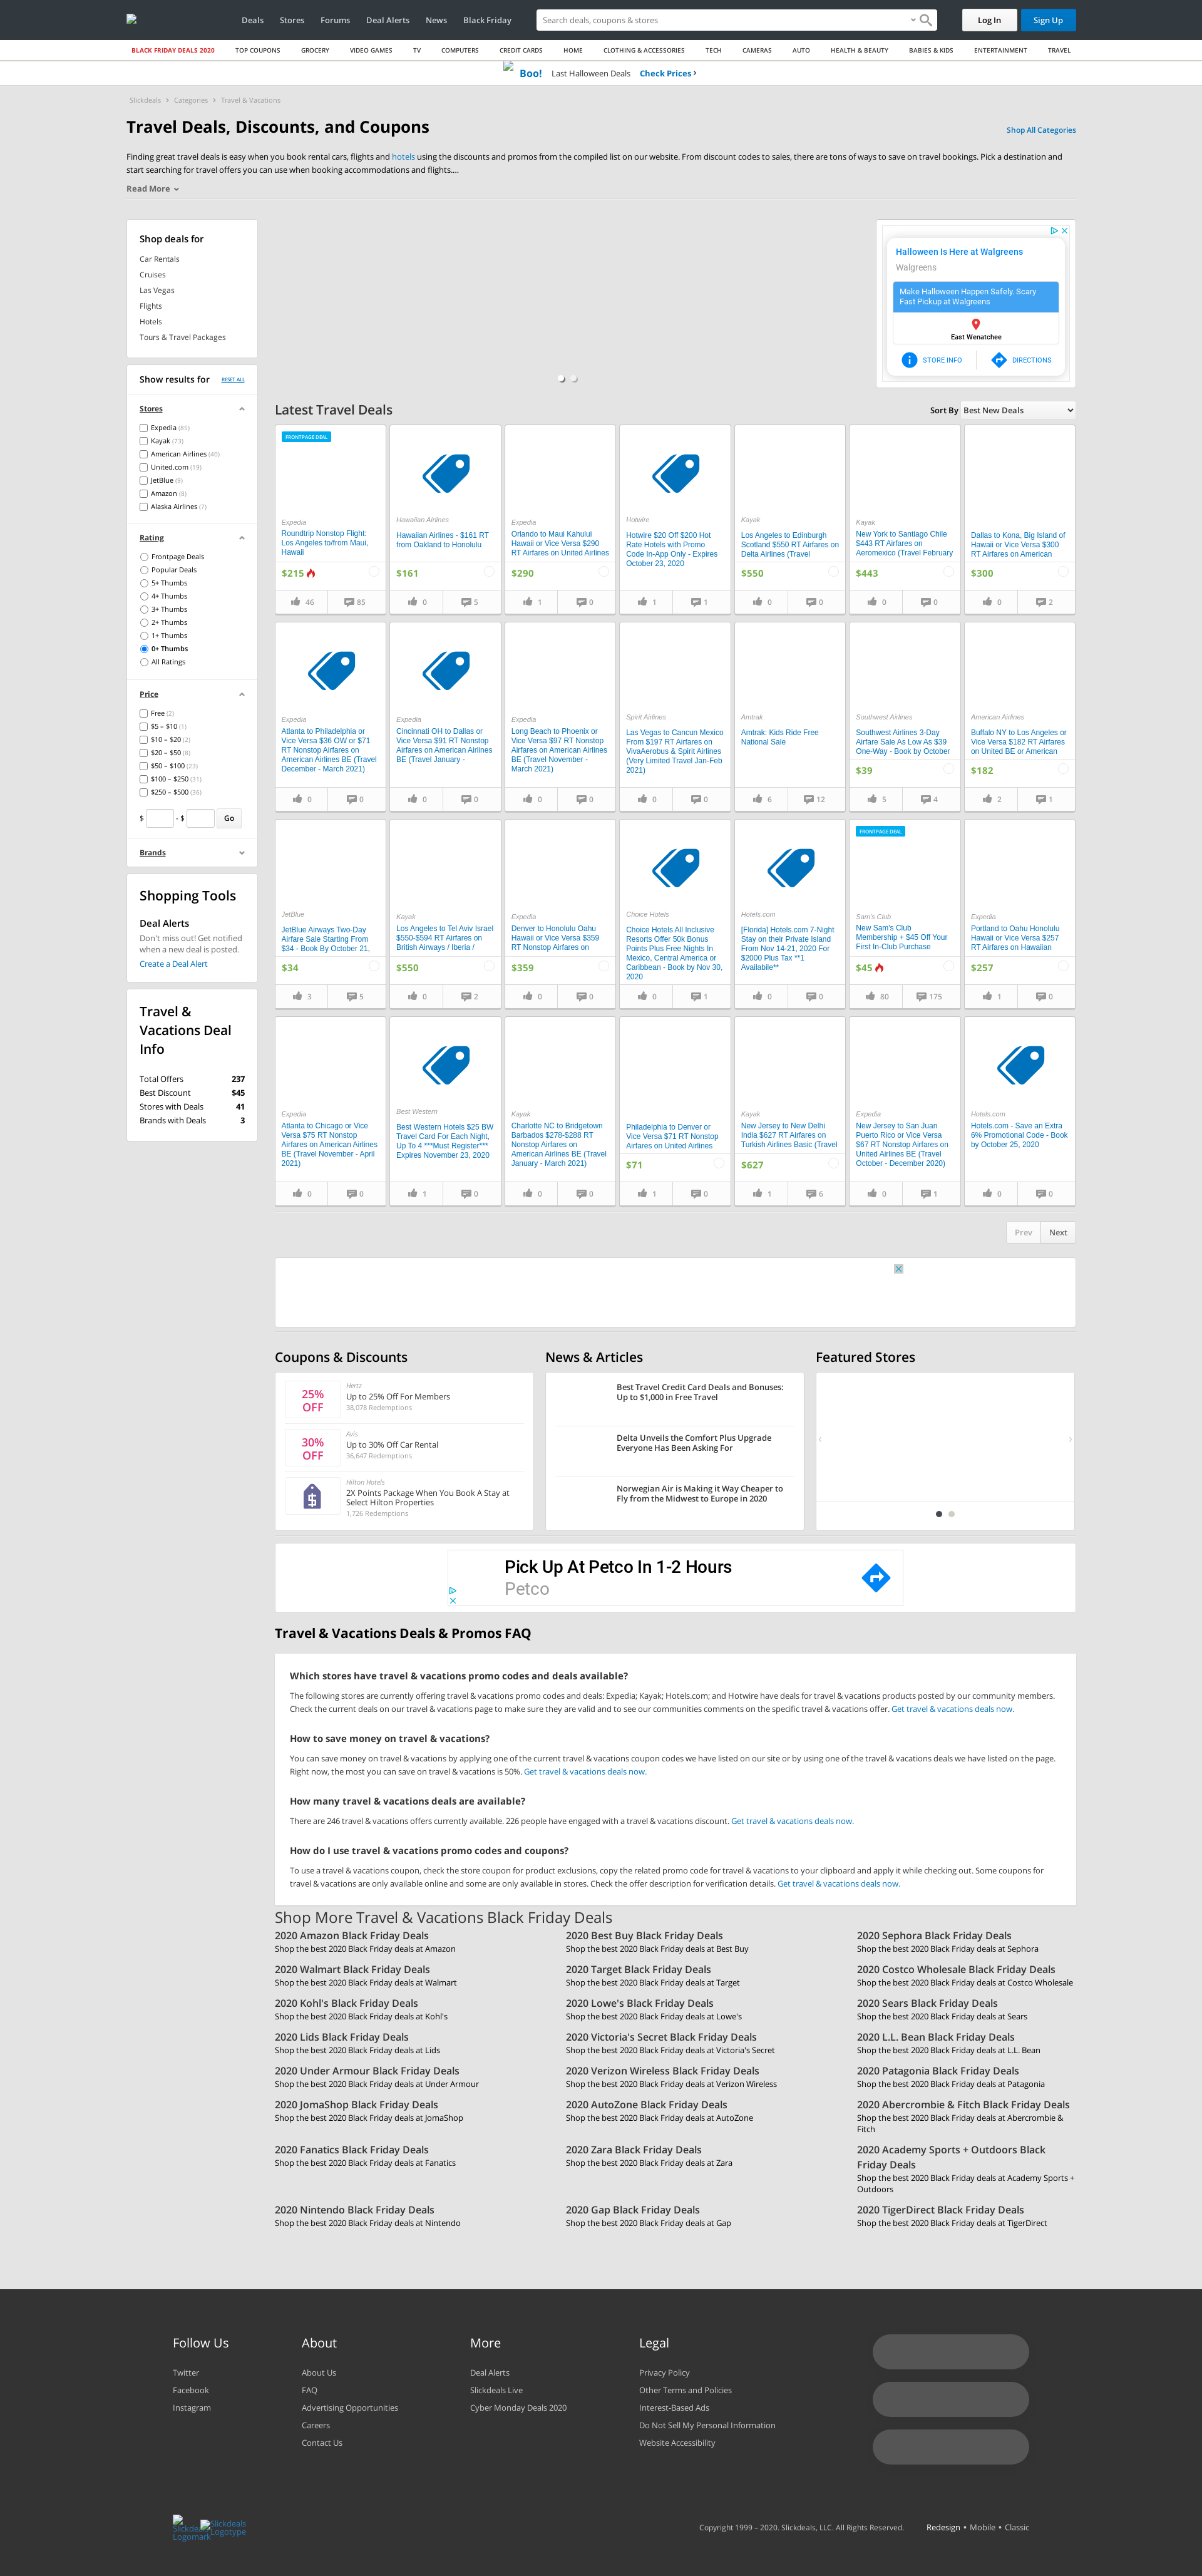 Deals Stores Forums Deal Alerts News Black Friday
Search deals, coupons & stores
Log In
Sign Up
BLACK FRIDAY DEALS 2020 TOP COUPONS GROCERY VIDEO GAMES TV COMPUTERS CREDIT CARDS HOME CLOTHING & ACCESSORIES TECH CAMERAS AUTO HEALTH & BEAUTY BABIES & KIDS ENTERTAINMENT TRAVEL
Boo! Last Halloween Deals Check Prices
Slickdeals Categories Travel & Vacations
Travel Deals, Discounts, and Coupons
Shop All Categories
Finding great travel deals is easy when you book rental cars, flights and hotels using the discounts and promos from the compiled list on our website. From discount codes to sales, there are tons of ways to save on travel bookings. Pick a destination and
start searching for travel offers you can use when booking accommodations and flights....
Read More
Shop deals for
Car Rentals
Cruises
Las Vegas
Flights
Hotels
Tours & Travel Packages
Show results for RESET ALL
Stores
Expedia (85)
Kayak (73)
American Airlines (40)
United.com (19)
JetBlue (9)
Amazon (8)
Alaska Airlines (7)
Rating
Frontpage Deals
Popular Deals
5+ Thumbs
4+ Thumbs
3+ Thumbs
2+ Thumbs
1+ Thumbs
0+ Thumbs
All Ratings
Price
Free (2)
$5 – $10 (1)
$10 – $20 (2)
$20 – $50 (8)
$50 – $100 (23)
$100 – $250 (31)
$250 – $500 (36)
$ - $ Go
Brands
Shopping Tools
Deal Alerts
Don't miss out! Get notified
when a new deal is posted.
Create a Deal Alert
Travel &
Vacations Deal
Info
Total Offers 237
Best Discount $45
Stores with Deals 41
Brands with Deals 3
Halloween Is Here at Walgreens
Walgreens
Make Halloween Happen Safely. Scary
Fast Pickup at Walgreens
East Wenatchee
STORE INFO
DIRECTIONS
Latest Travel Deals
Sort By Best New Deals
FRONTPAGE DEAL
Expedia
Roundtrip Nonstop Flight:
Los Angeles to/from Maui,
Hawaii
$215
46 85
Hawaiian Airlines
Hawaiian Airlines - $161 RT
from Oakland to Honolulu
$161
0 5
Expedia
Orlando to Maui Kahului
Hawaii or Vice Versa $290
RT Airfares on United Airlines
$290
1 0
Hotwire
Hotwire $20 Off $200 Hot
Rate Hotels with Promo
Code In-App Only - Expires
October 23, 2020
1 1
Kayak
Los Angeles to Edinburgh
Scotland $550 RT Airfares on
Delta Airlines (Travel
$550
0 0
Kayak
New York to Santiago Chile
$443 RT Airfares on
Aeromexico (Travel February
$443
0 0
Dallas to Kona, Big Island of
Hawaii or Vice Versa $300
RT Airfares on American
$300
0 2
Expedia
Atlanta to Philadelphia or
Vice Versa $36 OW or $71
RT Nonstop Airfares on
American Airlines BE (Travel
December - March 2021)
0 0
Expedia
Cincinnati OH to Dallas or
Vice Versa $91 RT Nonstop
Airfares on American Airlines
BE (Travel January -
0 0
Expedia
Long Beach to Phoenix or
Vice Versa $97 RT Nonstop
Airfares on American Airlines
BE (Travel November -
March 2021)
0 0
Spirit Airlines
Las Vegas to Cancun Mexico
From $197 RT Airfares on
VivaAerobus & Spirit Airlines
(Very Limited Travel Jan-Feb
2021)
0 0
Amtrak
Amtrak: Kids Ride Free
National Sale
6 12
Southwest Airlines
Southwest Airlines 3-Day
Airfare Sale As Low As $39
One-Way - Book by October
$39
5 4
American Airlines
Buffalo NY to Los Angeles or
Vice Versa $182 RT Airfares
on United BE or American
$182
2 1
JetBlue
JetBlue Airways Two-Day
Airfare Sale Starting From
$34 - Book By October 21,
$34
3 5
Kayak
Los Angeles to Tel Aviv Israel
$550-$594 RT Airfares on
British Airways / Iberia /
$550
0 2
Expedia
Denver to Honolulu Oahu
Hawaii or Vice Versa $359
RT Nonstop Airfares on
$359
0 0
Choice Hotels
Choice Hotels All Inclusive
Resorts Offer 50k Bonus
Points Plus Free Nights In
Mexico, Central America or
Caribbean - Book by Nov 30,
2020
0 1
Hotels.com
[Florida] Hotels.com 7-Night
Stay on their Private Island
From Nov 14-21, 2020 For
$2000 Plus Tax **1
Availabile**
0 0
FRONTPAGE DEAL
Sam's Club
New Sam's Club
Membership + $45 Off Your
First In-Club Purchase
$45
80 175
Expedia
Portland to Oahu Honolulu
Hawaii or Vice Versa $257
RT Airfares on Hawaiian
$257
1 0
Expedia
Atlanta to Chicago or Vice
Versa $75 RT Nonstop
Airfares on American Airlines
BE (Travel November - April
2021)
0 0
Best Western
Best Western Hotels $25 BW
Travel Card For Each Night,
Up To 4 ***Must Register***
Expires November 23, 2020
1 0
Kayak
Charlotte NC to Bridgetown
Barbados $278-$288 RT
Nonstop Airfares on
American Airlines BE (Travel
January - March 2021)
0 0
Philadelphia to Denver or
Vice Versa $71 RT Nonstop
Airfares on United Airlines
$71
1 0
Kayak
New Jersey to New Delhi
India $627 RT Airfares on
Turkish Airlines Basic (Travel
$627
1 6
Expedia
New Jersey to San Juan
Puerto Rico or Vice Versa
$67 RT Nonstop Airfares on
United Airlines BE (Travel
October - December 2020)
0 1
Hotels.com
Hotels.com - Save an Extra
6% Promotional Code - Book
by October 25, 2020
0 0
Prev Next
Coupons & Discounts
25%
OFF
Hertz
Up to 25% Off For Members
38,078 Redemptions
30%
OFF
Avis
Up to 30% Off Car Rental
36,647 Redemptions
Hilton Hotels
2X Points Package When You Book A Stay at
Select Hilton Properties
1,726 Redemptions
News & Articles
Best Travel Credit Card Deals and Bonuses:
Up to $1,000 in Free Travel
Delta Unveils the Comfort Plus Upgrade
Everyone Has Been Asking For
Norwegian Air is Making it Way Cheaper to
Fly from the Midwest to Europe in 2020
Featured Stores
Pick Up At Petco In 1-2 Hours
Petco
Travel & Vacations Deals & Promos FAQ
Which stores have travel & vacations promo codes and deals available?
The following stores are currently offering travel & vacations promo codes and deals: Expedia; Kayak; Hotels.com; and Hotwire have deals for travel & vacations products posted by our community members.
Check the current deals on our travel & vacations page to make sure they are valid and to see our communities comments on the specific travel & vacations offer. Get travel & vacations deals now.
How to save money on travel & vacations?
You can save money on travel & vacations by applying one of the current travel & vacations coupon codes we have listed on our site or by using one of the travel & vacations deals we have listed on the page.
Right now, the most you can save on travel & vacations is 50%. Get travel & vacations deals now.
How many travel & vacations deals are available?
There are 246 travel & vacations offers currently available. 226 people have engaged with a travel & vacations discount. Get travel & vacations deals now.
How do I use travel & vacations promo codes and coupons?
To use a travel & vacations coupon, check the store coupon for product exclusions, copy the related promo code for travel & vacations to your clipboard and apply it while checking out. Some coupons for
travel & vacations are only available online and some are only available in stores. Check the offer description for verification details. Get travel & vacations deals now.
Shop More Travel & Vacations Black Friday Deals
2020 Amazon Black Friday Deals
Shop the best 2020 Black Friday deals at Amazon
2020 Best Buy Black Friday Deals
Shop the best 2020 Black Friday deals at Best Buy
2020 Sephora Black Friday Deals
Shop the best 2020 Black Friday deals at Sephora
2020 Walmart Black Friday Deals
Shop the best 2020 Black Friday deals at Walmart
2020 Target Black Friday Deals
Shop the best 2020 Black Friday deals at Target
2020 Costco Wholesale Black Friday Deals
Shop the best 2020 Black Friday deals at Costco Wholesale
2020 Kohl's Black Friday Deals
Shop the best 2020 Black Friday deals at Kohl's
2020 Lowe's Black Friday Deals
Shop the best 2020 Black Friday deals at Lowe's
2020 Sears Black Friday Deals
Shop the best 2020 Black Friday deals at Sears
2020 Lids Black Friday Deals
Shop the best 2020 Black Friday deals at Lids
2020 Victoria's Secret Black Friday Deals
Shop the best 2020 Black Friday deals at Victoria's Secret
2020 L.L. Bean Black Friday Deals
Shop the best 2020 Black Friday deals at L.L. Bean
2020 Under Armour Black Friday Deals
Shop the best 2020 Black Friday deals at Under Armour
2020 Verizon Wireless Black Friday Deals
Shop the best 2020 Black Friday deals at Verizon Wireless
2020 Patagonia Black Friday Deals
Shop the best 2020 Black Friday deals at Patagonia
2020 JomaShop Black Friday Deals
Shop the best 2020 Black Friday deals at JomaShop
2020 AutoZone Black Friday Deals
Shop the best 2020 Black Friday deals at AutoZone
2020 Abercrombie & Fitch Black Friday Deals
Shop the best 2020 Black Friday deals at Abercrombie &
Fitch
2020 Fanatics Black Friday Deals
Shop the best 2020 Black Friday deals at Fanatics
2020 Zara Black Friday Deals
Shop the best 2020 Black Friday deals at Zara
2020 Academy Sports + Outdoors Black
Friday Deals
Shop the best 2020 Black Friday deals at Academy Sports +
Outdoors
2020 Nintendo Black Friday Deals
Shop the best 2020 Black Friday deals at Nintendo
2020 Gap Black Friday Deals
Shop the best 2020 Black Friday deals at Gap
2020 TigerDirect Black Friday Deals
Shop the best 2020 Black Friday deals at TigerDirect
Follow Us
Twitter
Facebook
Instagram
About
About Us
FAQ
Advertising Opportunities
Careers
Contact Us
More
Deal Alerts
Slickdeals Live
Cyber Monday Deals 2020
Legal
Privacy Policy
Other Terms and Policies
Interest-Based Ads
Do Not Sell My Personal Information
Website Accessibility
Slickdeals
Logomark
Slickdeals
Logotype
Copyright 1999 – 2020. Slickdeals, LLC. All Rights Reserved.
Redesign • Mobile • Classic